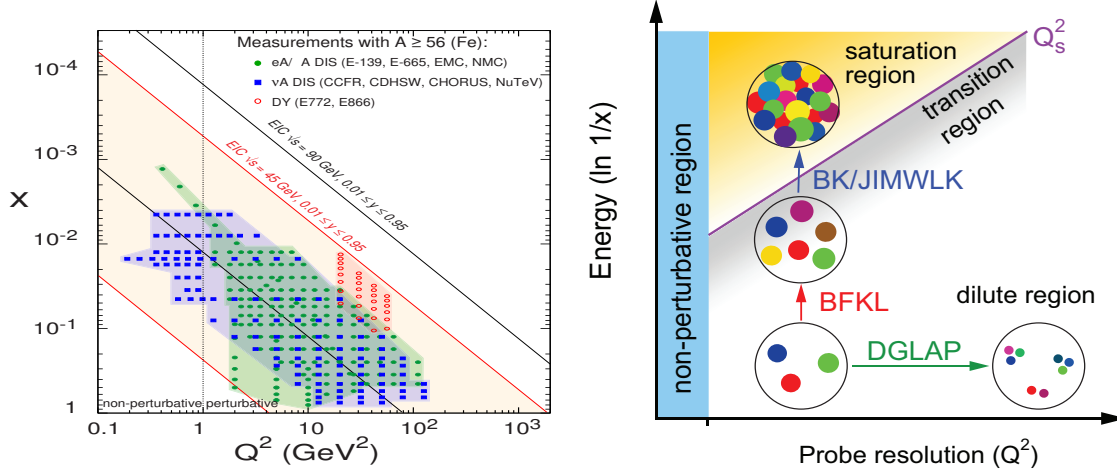 Measurements with A ≥ 56 (Fe):
eA/ A DIS (E-139, E-665, EMC, NMC)
νA DIS (CCFR, CDHSW, CHORUS, NuTeV)
DY (E772, E866)
EIC √s = 90 GeV, 0.01 ≤ y ≤ 0.95
EIC √s = 45 GeV, 0.01 ≤ y ≤ 0.95
x
10⁻⁴
10⁻³
10⁻²
10⁻¹
1
non-perturbative perturbative
0.1 1 10 10² 10³
Q² (GeV²)
Energy (ln 1/x)
non-perturbative region
saturation
region
Qₛ²
transition
region
BK/JIMWLK
BFKL
dilute region
DGLAP
Probe resolution (Q²)